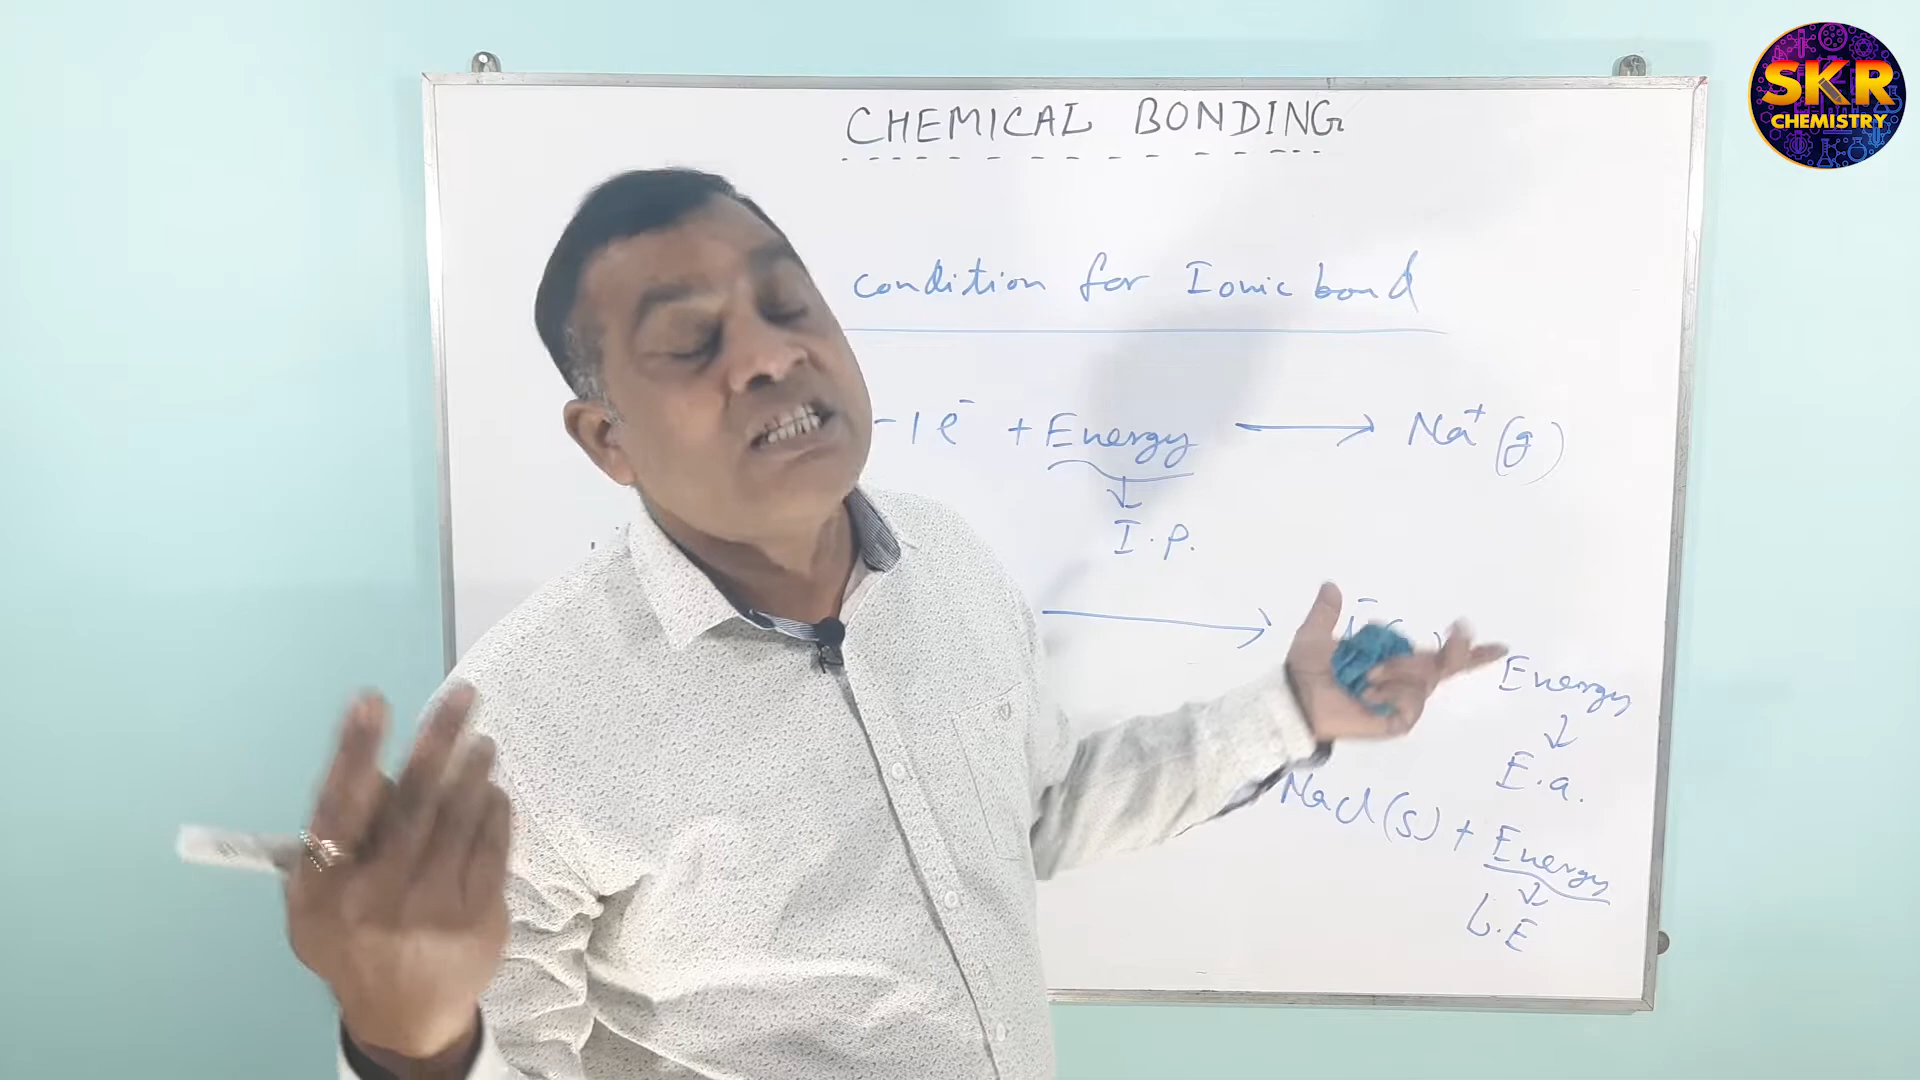 SKR
CHEMISTRY
CHEMICAL BONDING
condition for Ionic bond
-1e⁻ + Energy → Na⁺(g)
↓
I.P.
→
Energy
↓
E.a.
NaCl(s) + Energy
↓
L.E